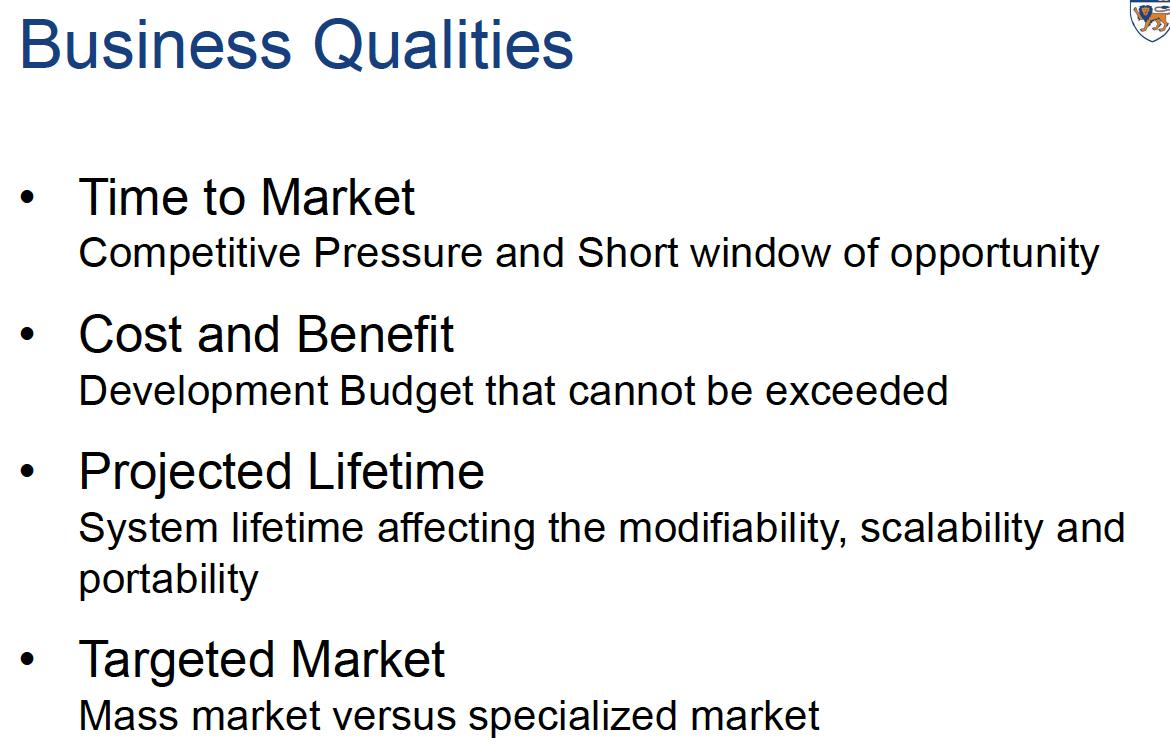 Business Qualities
• Time to Market
Competitive Pressure and Short window of opportunity
• Cost and Benefit
Development Budget that cannot be exceeded
• Projected Lifetime
System lifetime affecting the modifiability, scalability and
portability
• Targeted Market
Mass market versus specialized market